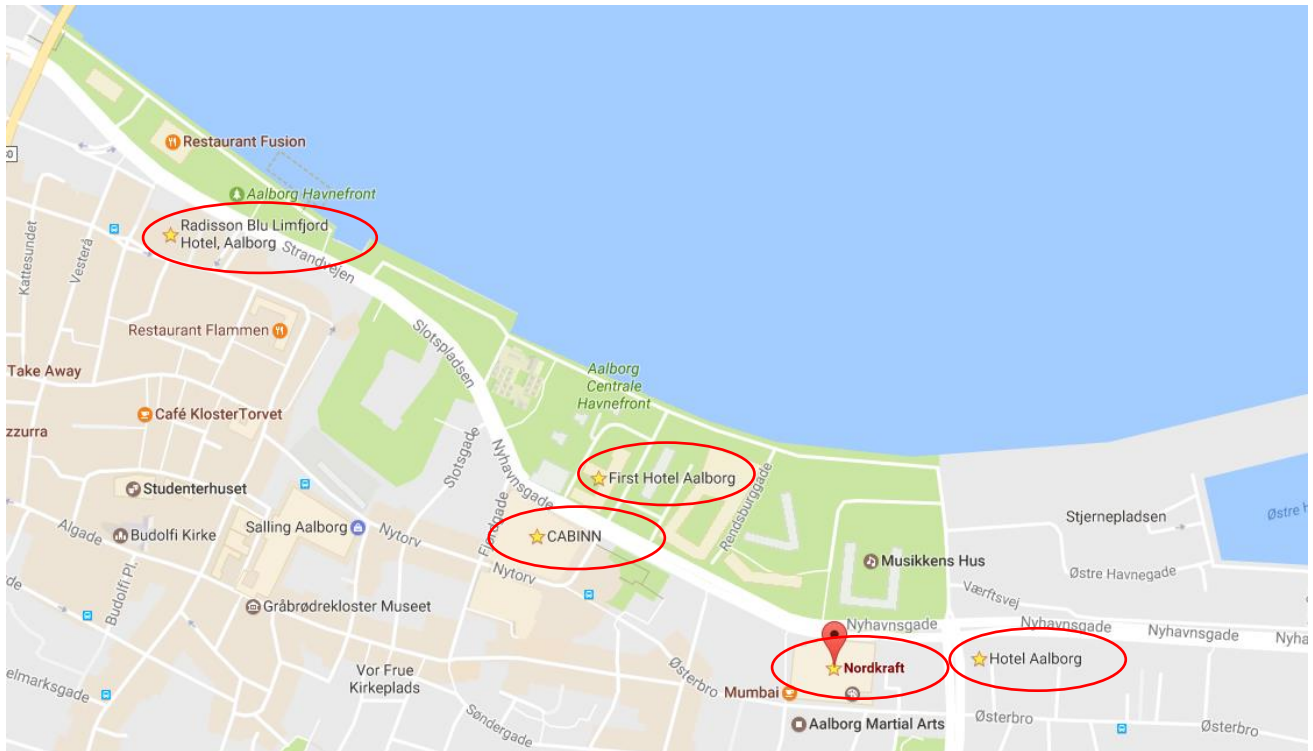 Restaurant Fusion
Aalborg Havnefront
Radisson Blu Limfjord
Hotel, Aalborg
Strandvejen
Kattesundet
Vesterå
Restaurant Flammen
Slotspladsen
Take Away
Café KlosterTorvet
zzurra
Aalborg
Centrale
Havnefront
Slotsgade
Nyhavnsgade
First Hotel Aalborg
Rendsburggade
Studenterhuset
Salling Aalborg
Nytorv
Fjordgade
CABINN
Stjernepladsen
Østre H
Algade
Budolfi Kirke
Nytorv
Musikkens Hus
Østre Havnegade
Budolfi Pl.
Gråbrødrekloster Museet
Værftsvej
Nyhavnsgade
Nyhavnsgade
Nyhavnsgade
Nyha
elmarksgade
Vor Frue
Kirkeplads
Østerbro
Nordkraft
Hotel Aalborg
Mumbai
Søndergade
Aalborg Martial Arts
Østerbro
Østerbro